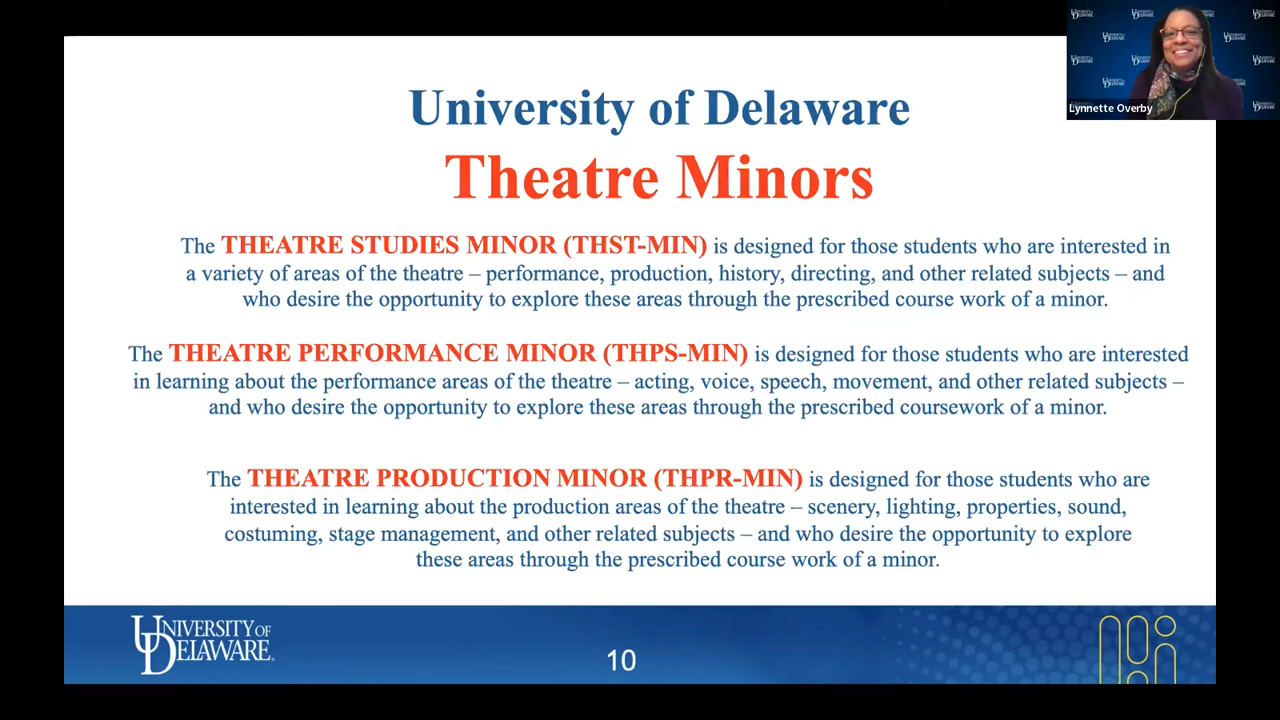 University of Delaware
Theatre Minors
The THEATRE STUDIES MINOR (THST-MIN) is designed for those students who are interested in
a variety of areas of the theatre – performance, production, history, directing, and other related subjects – and
who desire the opportunity to explore these areas through the prescribed course work of a minor.
The THEATRE PERFORMANCE MINOR (THPS-MIN) is designed for those students who are interested
in learning about the performance areas of the theatre – acting, voice, speech, movement, and other related subjects –
and who desire the opportunity to explore these areas through the prescribed coursework of a minor.
The THEATRE PRODUCTION MINOR (THPR-MIN) is designed for those students who are
interested in learning about the production areas of the theatre – scenery, lighting, properties, sound,
costuming, stage management, and other related subjects – and who desire the opportunity to explore
these areas through the prescribed course work of a minor.
UNIVERSITY OF
DELAWARE
10
Lynnette Overby